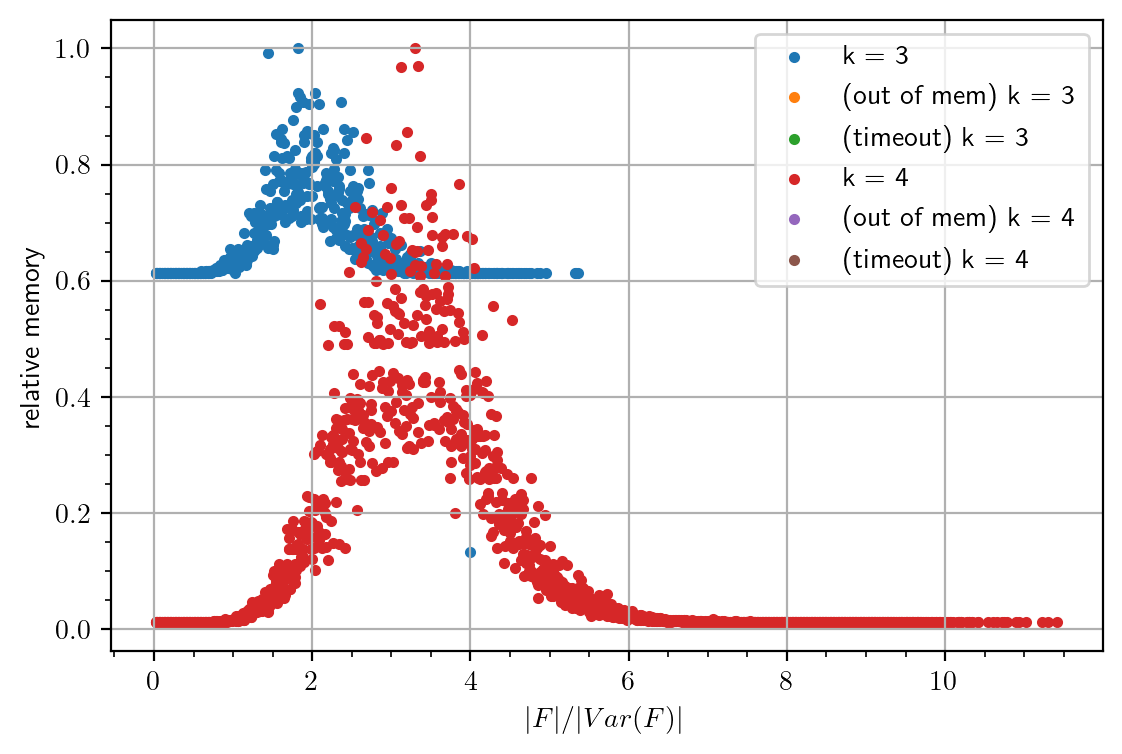 relative memory
1.0
0.8
0.6
0.4
0.2
0.0
k = 3
(out of mem) k = 3
(timeout) k = 3
k = 4
(out of mem) k = 4
(timeout) k = 4
0 2 4 6 8 10
|F|/|Var(F)|